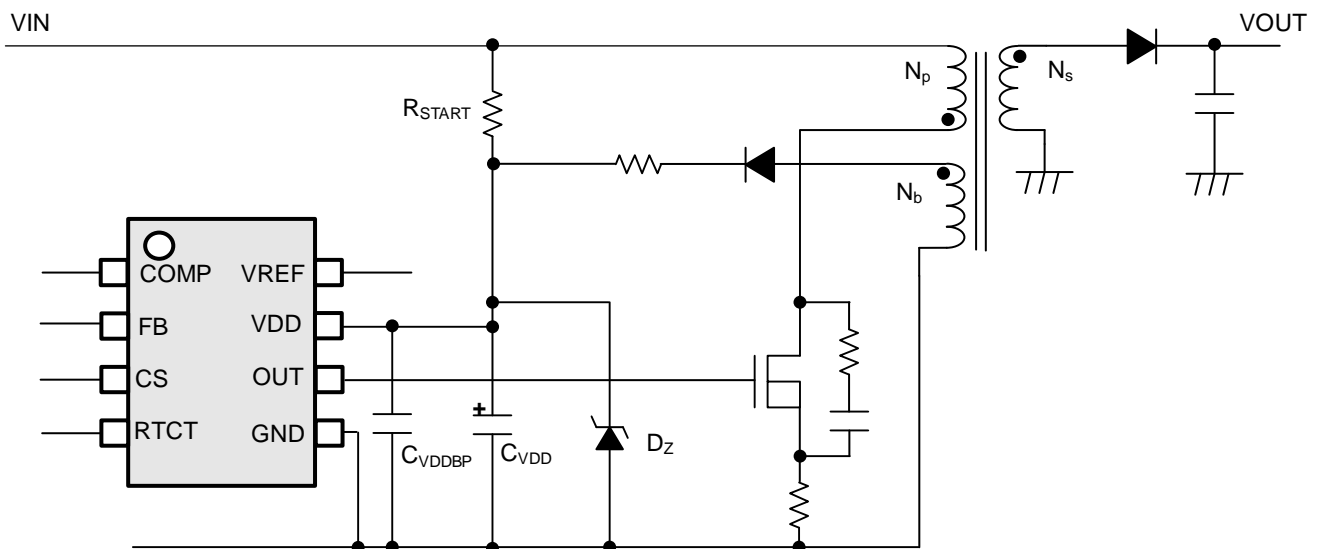 VIN
VOUT
Np
Ns
RSTART
Nb
COMP
VREF
FB
VDD
CS
OUT
RTCT
GND
+
CVDDBP
CVDD
DZ